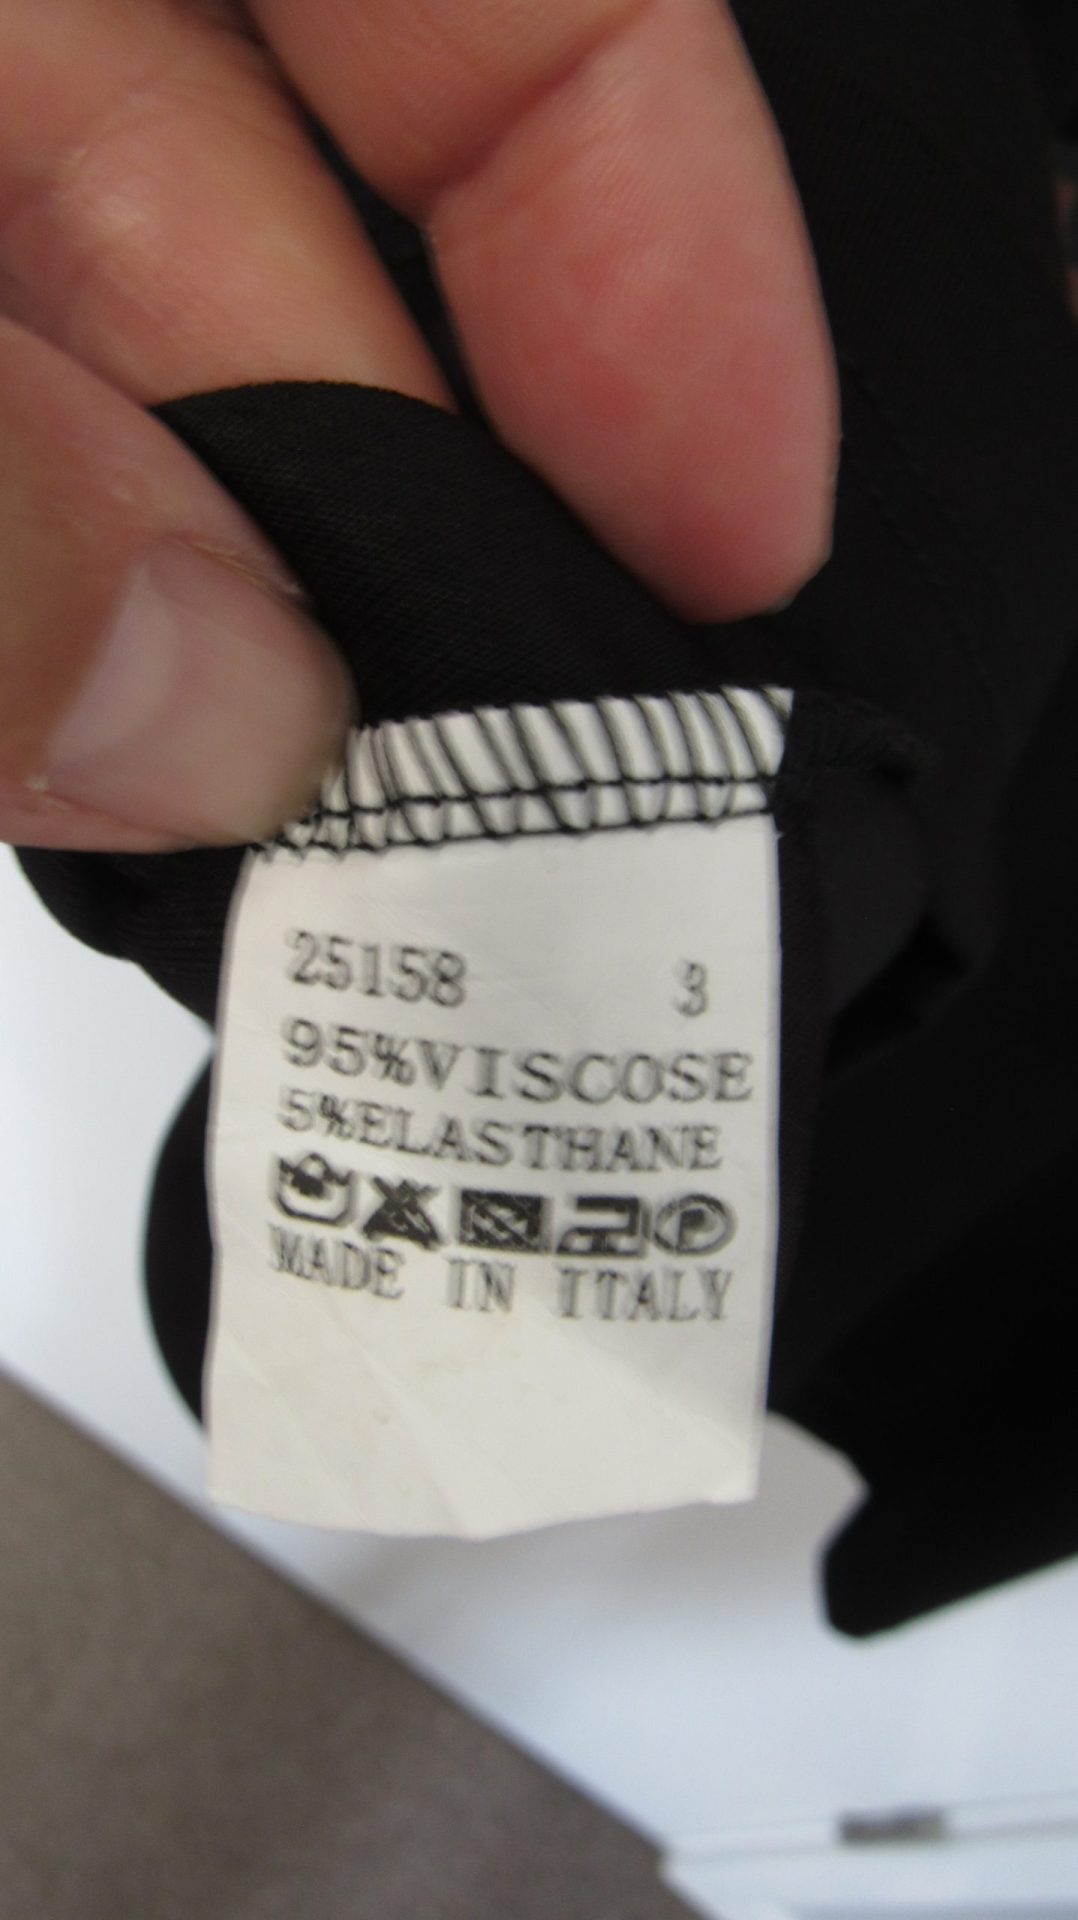 25158 3
95%VISCOSE
5%ELASTHANE
MADE IN ITALY